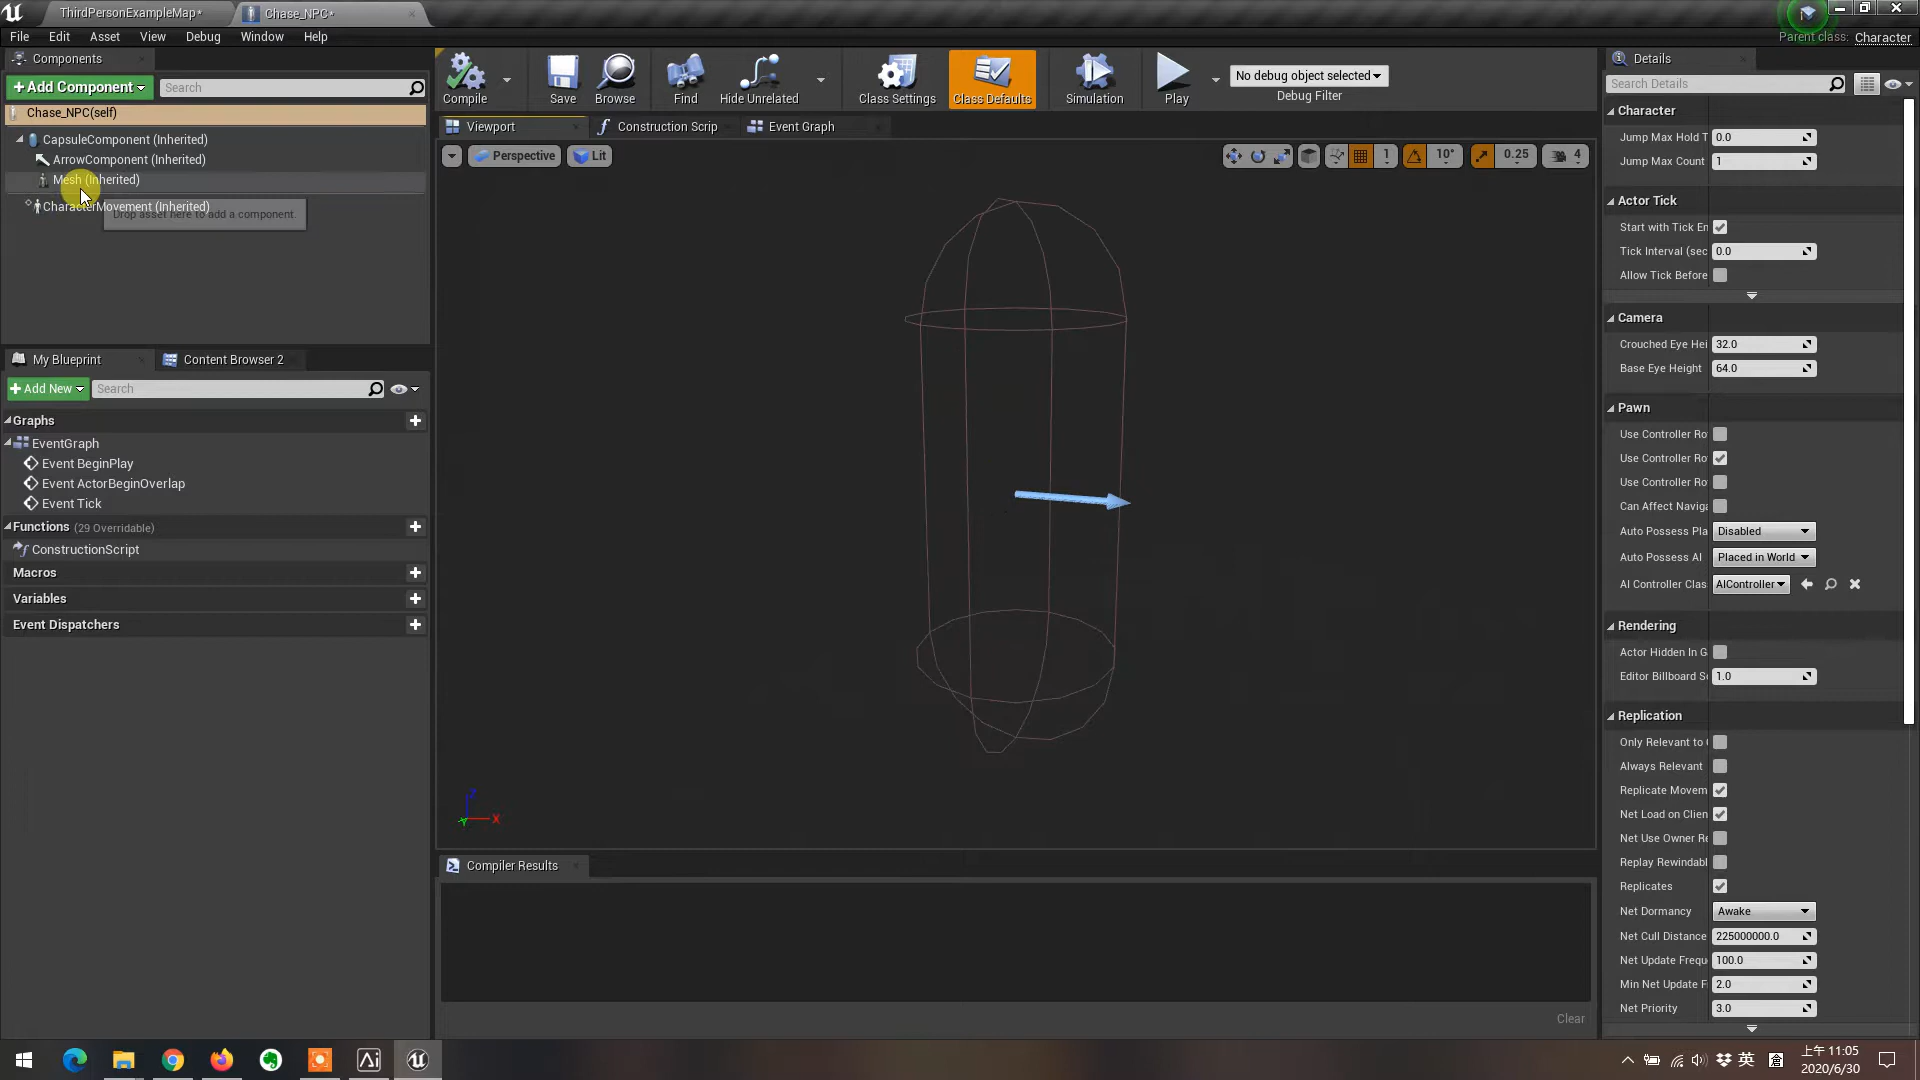 ThirdPersonExampleMap*
Chase_NPC*
Parent class: Character
File Edit Asset View Debug Window Help
Components
+Add Component
Search
Chase_NPC(self)
CapsuleComponent (Inherited)
ArrowComponent (Inherited)
Mesh (Inherited)
CharacterMovement (Inherited)
Drop asset here to add a component.
My Blueprint
Content Browser 2
+Add New
Search
Graphs
EventGraph
Event BeginPlay
Event ActorBeginOverlap
Event Tick
Functions (29 Overridable)
ConstructionScript
Macros
Variables
Event Dispatchers
Compile
Save
Browse
Find
Hide Unrelated
Class Settings
Class Defaults
Simulation
Play
No debug object selected
Debug Filter
Viewport
Construction Scrip
Event Graph
Perspective
Lit
1
10°
0.25
4
Z
X
Y
Compiler Results
Clear
Details
Search Details
Character
Jump Max Hold T 0.0
Jump Max Count 1
Actor Tick
Start with Tick En
Tick Interval (sec 0.0
Allow Tick Before
Camera
Crouched Eye Hei 32.0
Base Eye Height 64.0
Pawn
Use Controller Ro
Use Controller Ro
Use Controller Ro
Can Affect Naviga
Auto Possess Pla Disabled
Auto Possess AI Placed in World
AI Controller Clas AIController
Rendering
Actor Hidden In G
Editor Billboard Sc 1.0
Replication
Only Relevant to
Always Relevant
Replicate Movem
Net Load on Clien
Net Use Owner Re
Replay Rewindabl
Replicates
Net Dormancy Awake
Net Cull Distance 225000000.0
Net Update Frequ 100.0
Min Net Update F 2.0
Net Priority 3.0
Ai
英
上午 11:05
2020/6/30